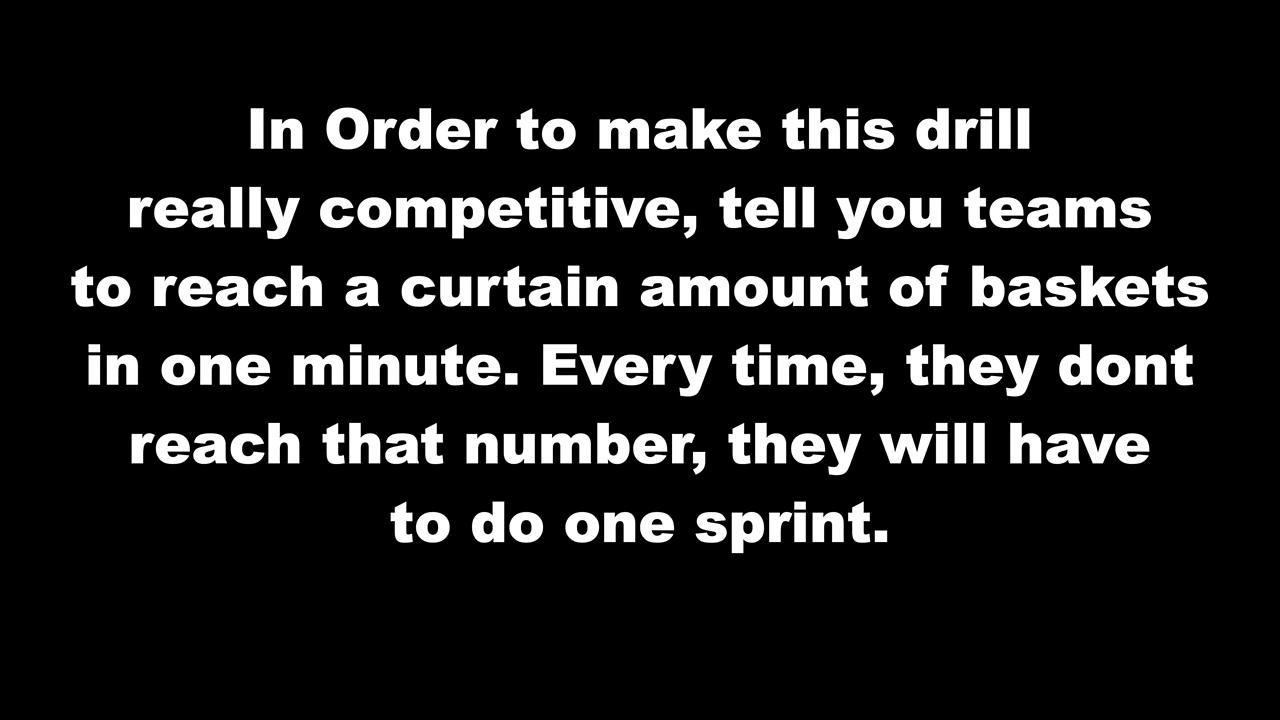 In Order to make this drill
really competitive, tell you teams
to reach a curtain amount of baskets
in one minute. Every time, they dont
reach that number, they will have
to do one sprint.